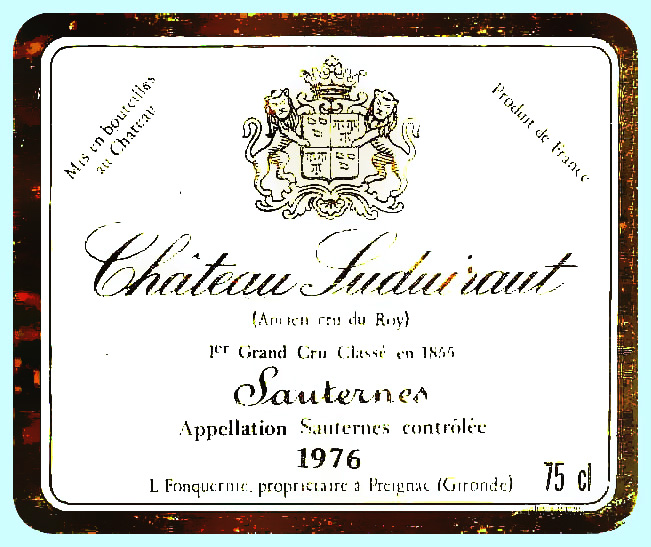 Mis en bouteilles
au Chateau
Produit de France
Château Suduiraut
(Ancien cru du Roy)
1er Grand Cru Classé en 1855
Sauternes
Appellation Sauternes contrôlée
1976
L. Fonquernie, propriétaire à Preignac (Gironde)
75 cl